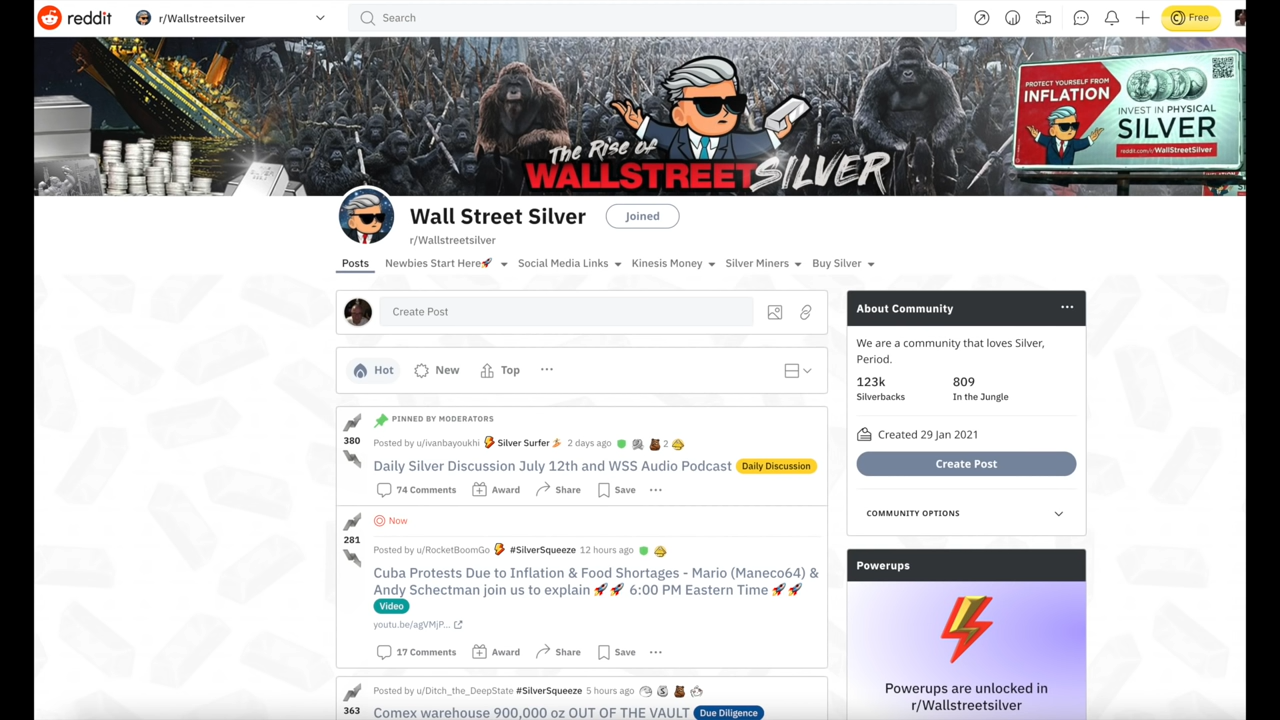 reddit
r/Wallstreetsilver
Search
Free
The Rise of
WALLSTREETSILVER
PROTECT YOURSELF FROM
INFLATION
INVEST IN PHYSICAL
SILVER
reddit.com/r/WallStreetSilver
Wall Street Silver
Joined
r/Wallstreetsilver
Posts
Newbies Start Here🚀
Social Media Links
Kinesis Money
Silver Miners
Buy Silver
Create Post
Hot
New
Top
PINNED BY MODERATORS
380
Posted by u/ivanbayoukhi Silver Surfer 2 days ago 2
Daily Silver Discussion July 12th and WSS Audio Podcast Daily Discussion
74 Comments Award Share Save
Now
281
Posted by u/RocketBoomGo #SilverSqueeze 12 hours ago
Cuba Protests Due to Inflation & Food Shortages - Mario (Maneco64) &
Andy Schectman join us to explain 🚀🚀 6:00 PM Eastern Time 🚀🚀
Video
youtu.be/agVMjP...
17 Comments Award Share Save
Posted by u/Ditch_the_DeepState #SilverSqueeze 5 hours ago
363
Comex warehouse 900,000 oz OUT OF THE VAULT Due Diligence
About Community
We are a community that loves Silver,
Period.
123k 809
Silverbacks In the Jungle
Created 29 Jan 2021
Create Post
COMMUNITY OPTIONS
Powerups
Powerups are unlocked in
r/Wallstreetsilver